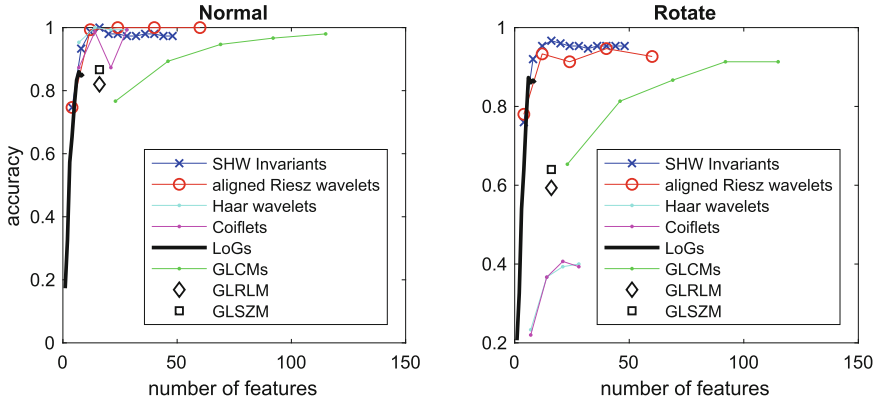 Normal
accuracy
1
0.8
0.6
0.4
0.2
0
0
50
100
150
number of features
SHW Invariants
aligned Riesz wavelets
Haar wavelets
Coiflets
LoGs
GLCMs
GLRLM
GLSZM
Rotate
1
0.8
0.6
0.4
0.2
0
50
100
150
number of features
SHW Invariants
aligned Riesz wavelets
Haar wavelets
Coiflets
LoGs
GLCMs
GLRLM
GLSZM